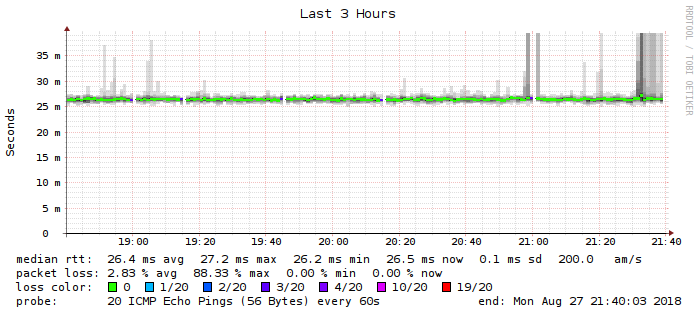 Last 3 Hours
RRDTOOL / TOBI OETIKER
Seconds
35 m
30 m
25 m
20 m
15 m
10 m
5 m
0
19:00 19:20 19:40 20:00 20:20 20:40 21:00 21:20 21:40
median rtt: 26.4 ms avg 27.2 ms max 26.2 ms min 26.5 ms now 0.1 ms sd 200.0 am/s
packet loss: 2.83 % avg 88.33 % max 0.00 % min 0.00 % now
loss color: 0 1/20 2/20 3/20 4/20 10/20 19/20
probe: 20 ICMP Echo Pings (56 Bytes) every 60s end: Mon Aug 27 21:40:03 2018